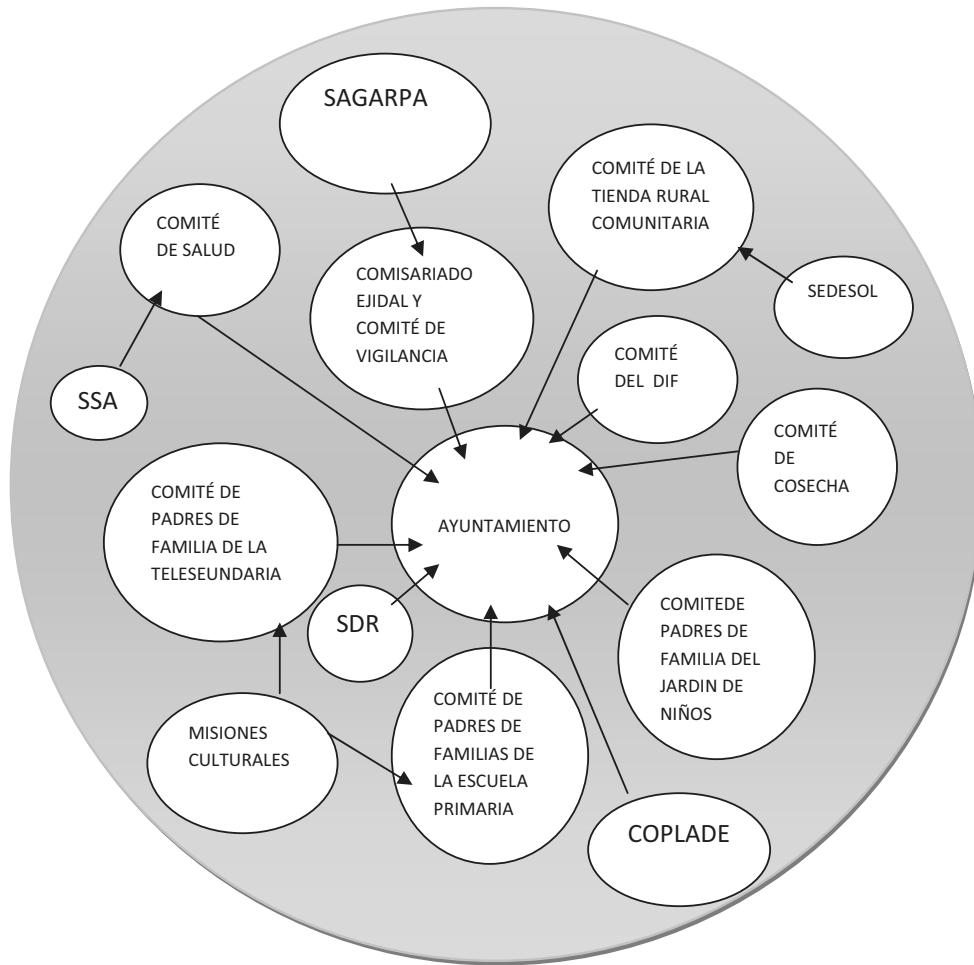 SAGARPA
COMITÉ DE LA
TIENDA RURAL
COMUNITARIA
COMITÉ
DE SALUD
COMISARIADO
EJIDAL Y
COMITÉ DE
VIGILANCIA
SEDESOL
COMITÉ
DEL DIF
SSA
COMITÉ
DE
COSECHA
COMITÉ DE
PADRES DE
FAMILIA DE LA
TELESEUNDARIA
AYUNTAMIENTO
SDR
COMITEDE
PADRES DE
FAMILIA DEL
JARDIN DE
NIÑOS
MISIONES
CULTURALES
COMITÉ DE
PADRES DE
FAMILIAS DE
LA ESCUELA
PRIMARIA
COPLADE